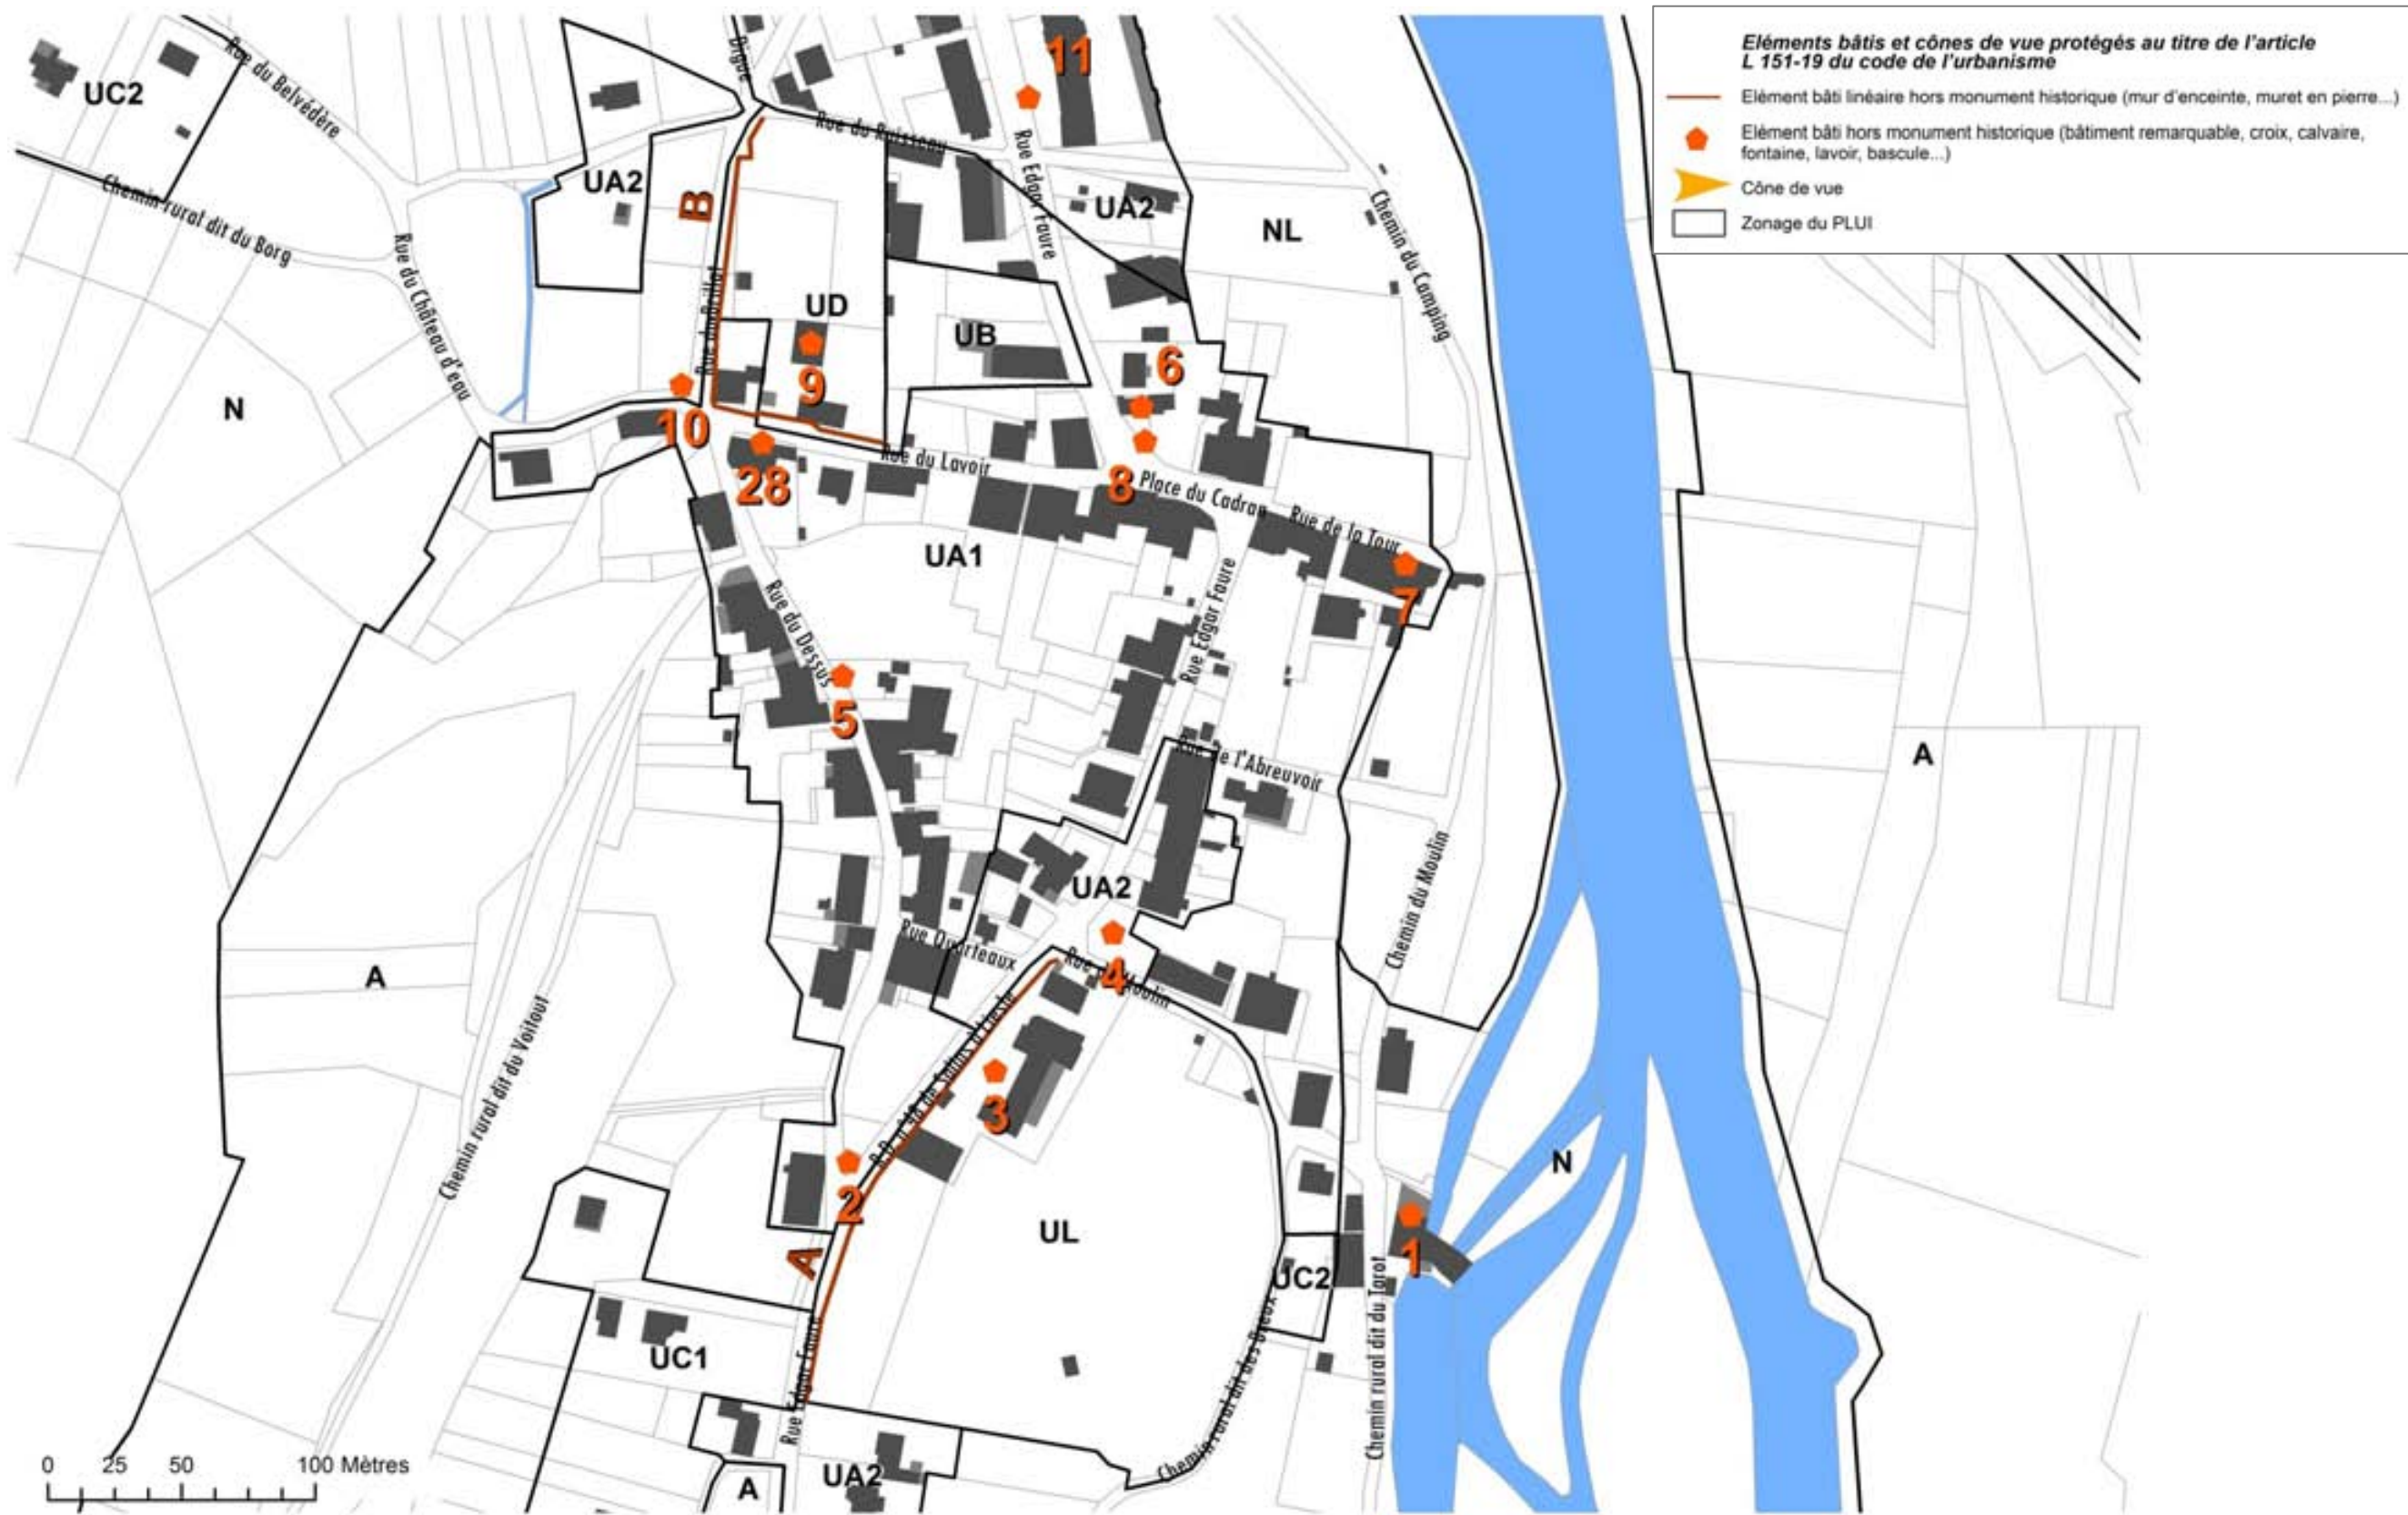 Eléments bâtis et cônes de vue protégés au titre de l'article
L 151-19 du code de l'urbanisme
Elément bâti linéaire hors monument historique (mur d'enceinte, muret en pierre...)
Elément bâti hors monument historique (bâtiment remarquable, croix, calvaire,
fontaine, lavoir, bascule...)
Cône de vue
Zonage du PLUI
11
UC2
Rue du Belvédère
Digue
Rue du Ruisseau
Rue Edgar Faure
UA2
B
UA2
NL
Chemin du Camping
Chemin rural dit du Borg
Rue du Château d'eau
UD
UB
6
9
N
10
28
Rue du Lavoir
8
Place du Cadran
Rue de la Tour
UA1
7
Rue du Dessus
Rue Edgar Faure
5
Rue de l'Abreuvoir
A
Chemin du Moulin
UA2
Rue Quarteaux
4
A
Chemin rural dit du Voitout
3
2
N
UL
A
1
UC2
UC1
Rue Edgar Faure
Chemin rural dit du Tarot
0 25 50 100 Mètres
A
UA2